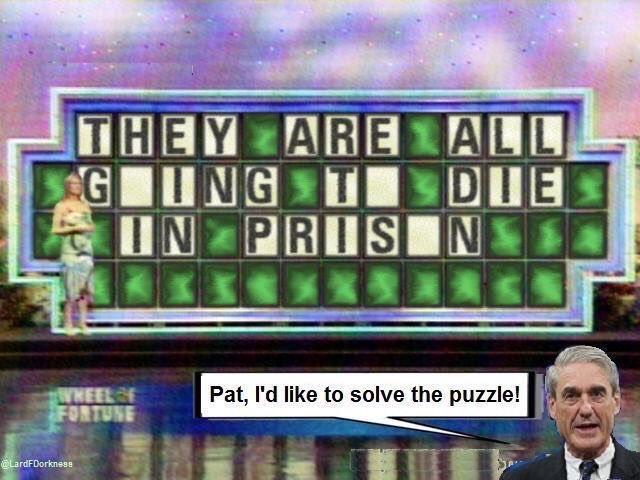 THEY ARE ALL
G ING T DIE
IN PRIS N
Pat, I'd like to solve the puzzle!
WHEEL OF
FORTUNE
@LardFDorkness